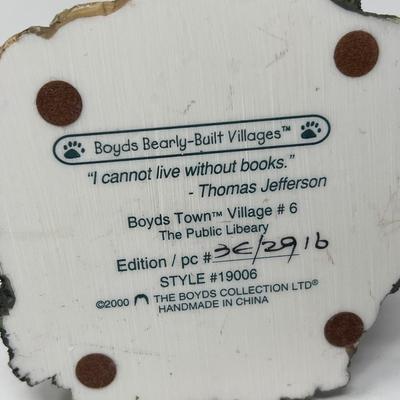 Boyds Bearly-Built Villages™
"I cannot live without books."
- Thomas Jefferson
Boyds Town™ Village # 6
The Public Libeary
Edition / pc # 3E/2916
STYLE #19006
©2000 THE BOYDS COLLECTION LTD®
HANDMADE IN CHINA